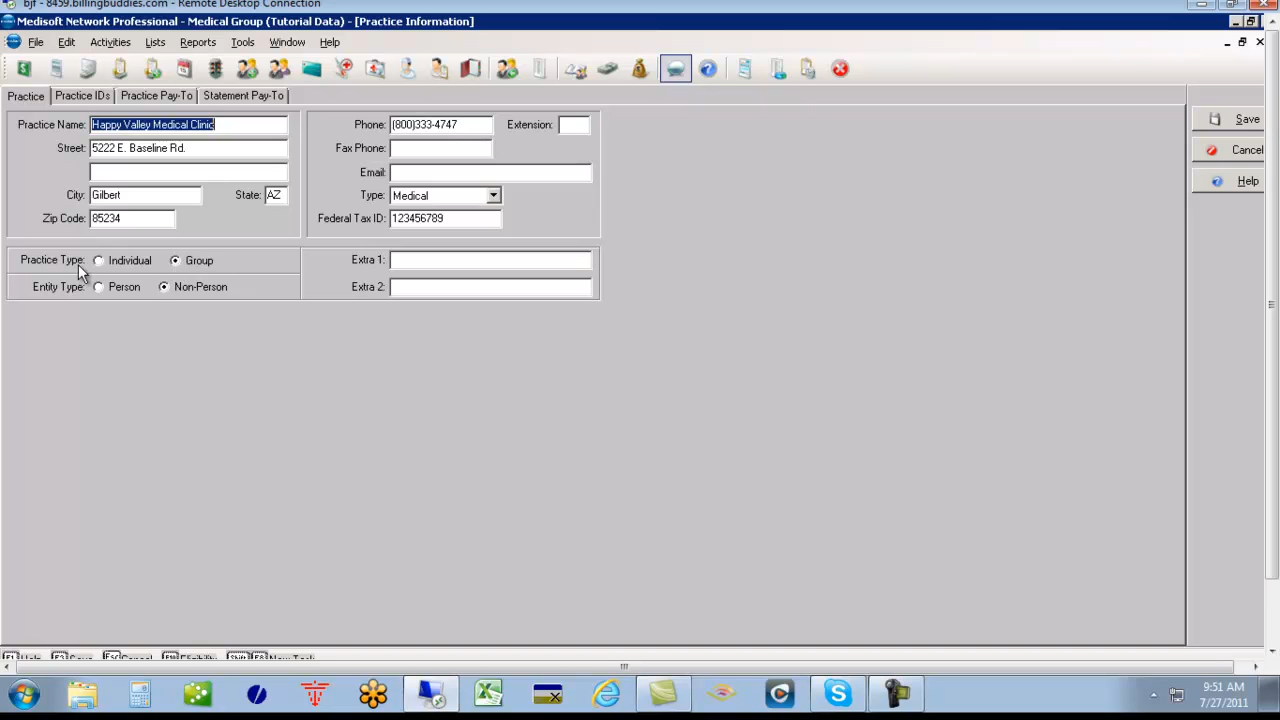 bjf - 8459.billingbuddies.com - Remote Desktop Connection
Medisoft Network Professional - Medical Group (Tutorial Data) - [Practice Information]
File Edit Activities Lists Reports Tools Window Help
Practice Practice IDs Practice Pay-To Statement Pay-To
Practice Name: Happy Valley Medical Clinic Phone: (800)333-4747 Extension: Save
Street: 5222 E. Baseline Rd. Fax Phone: Cancel
Email: Help
City: Gilbert State: AZ Type: Medical
Zip Code: 85234 Federal Tax ID: 123456789
Practice Type: Individual Group Extra 1:
Entity Type: Person Non-Person Extra 2:
9:51 AM
7/27/2011